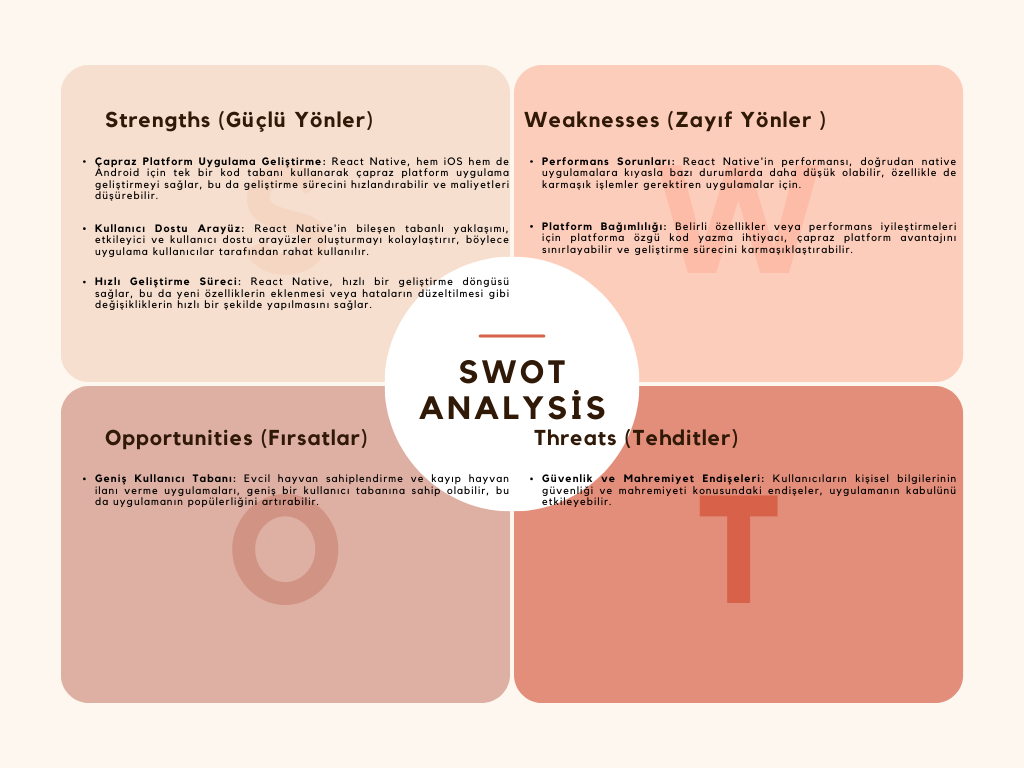 Strengths (Güçlü Yönler)
• Çapraz Platform Uygulama Geliştirme: React Native, hem iOS hem de
Android için tek bir kod tabanı kullanarak çapraz platform uygulama
geliştirmeyi sağlar, bu da geliştirme sürecini hızlandırabilir ve maliyetleri
düşürebilir.
• Kullanıcı Dostu Arayüz: React Native'in bileşen tabanlı yaklaşımı,
etkileyici ve kullanıcı dostu arayüzler oluşturmayı kolaylaştırır, böylece
uygulama kullanıcılar tarafından rahat kullanılır.
• Hızlı Geliştirme Süreci: React Native, hızlı bir geliştirme döngüsü
sağlar, bu da yeni özelliklerin eklenmesi veya hataların düzeltilmesi gibi
değişikliklerin hızlı bir şekilde yapılmasını sağlar.
S
Weaknesses (Zayıf Yönler )
• Performans Sorunları: React Native'in performansı, doğrudan native
uygulamalara kıyasla bazı durumlarda daha düşük olabilir, özellikle de
karmaşık işlemler gerektiren uygulamalar için.
• Platform Bağımlılığı: Belirli özellikler veya performans iyileştirmeleri
için platforma özgü kod yazma ihtiyacı, çapraz platform avantajını
sınırlayabilir ve geliştirme sürecini karmaşıklaştırabilir.
W
SWOT
ANALYSİS
Opportunities (Fırsatlar)
• Geniş Kullanıcı Tabanı: Evcil hayvan sahiplendirme ve kayıp hayvan
ilanı verme uygulamaları, geniş bir kullanıcı tabanına sahip olabilir, bu
da uygulamanın popülerliğini artırabilir.
O
Threats (Tehditler)
• Güvenlik ve Mahremiyet Endişeleri: Kullanıcıların kişisel bilgilerinin
güvenliği ve mahremiyeti konusundaki endişeler, uygulamanın kabulünü
etkileyebilir.
T